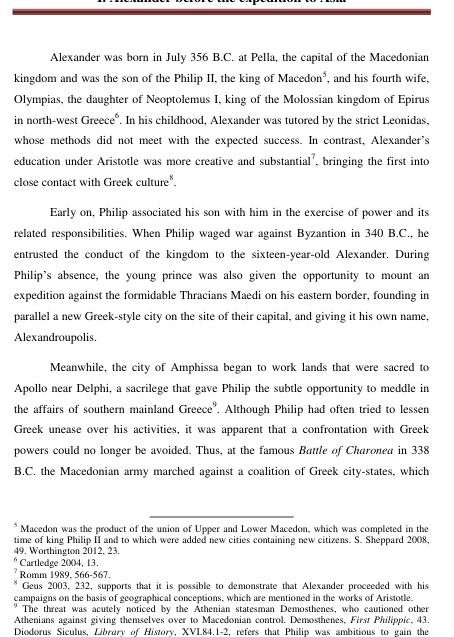 1. Alexander before the expedition to Asia
Alexander was born in July 356 B.C. at Pella, the capital of the Macedonian
kingdom and was the son of the Philip II, the king of Macedon5, and his fourth wife,
Olympias, the daughter of Neoptolemus I, king of the Molossian kingdom of Epirus
in north-west Greece6. In his childhood, Alexander was tutored by the strict Leonidas,
whose methods did not meet with the expected success. In contrast, Alexander's
education under Aristotle was more creative and substantial7, bringing the first into
close contact with Greek culture8.
Early on, Philip associated his son with him in the exercise of power and its
related responsibilities. When Philip waged war against Byzantion in 340 B.C., he
entrusted the conduct of the kingdom to the sixteen-year-old Alexander. During
Philip's absence, the young prince was also given the opportunity to mount an
expedition against the formidable Thracians Maedi on his eastern border, founding in
parallel a new Greek-style city on the site of their capital, and giving it his own name,
Alexandroupolis.
Meanwhile, the city of Amphissa began to work lands that were sacred to
Apollo near Delphi, a sacrilege that gave Philip the subtle opportunity to meddle in
the affairs of southern mainland Greece9. Although Philip had often tried to lessen
Greek unease over his activities, it was apparent that a confrontation with Greek
powers could no longer be avoided. Thus, at the famous Battle of Charonea in 338
B.C. the Macedonian army marched against a coalition of Greek city-states, which
5 Macedon was the product of the union of Upper and Lower Macedon, which was completed in the
time of king Philip II and to which were added new cities containing new citizens. S. Sheppard 2008,
49. Worthington 2012, 23.
6 Cartledge 2004, 13.
7 Romm 1989, 566-567.
8 Geus 2003, 232, supports that it is possible to demonstrate that Alexander proceeded with his
campaigns on the basis of geographical conceptions, which are mentioned in the works of Aristotle.
9 The threat was acutely noticed by the Athenian statesman Demosthenes, who cautioned other
Athenians against giving themselves over to Macedonian control. Demosthenes, First Philippic, 43.
Diodorus Siculus, Library of History, XVI.84.1-2, refers that Philip was ambitious to gain the